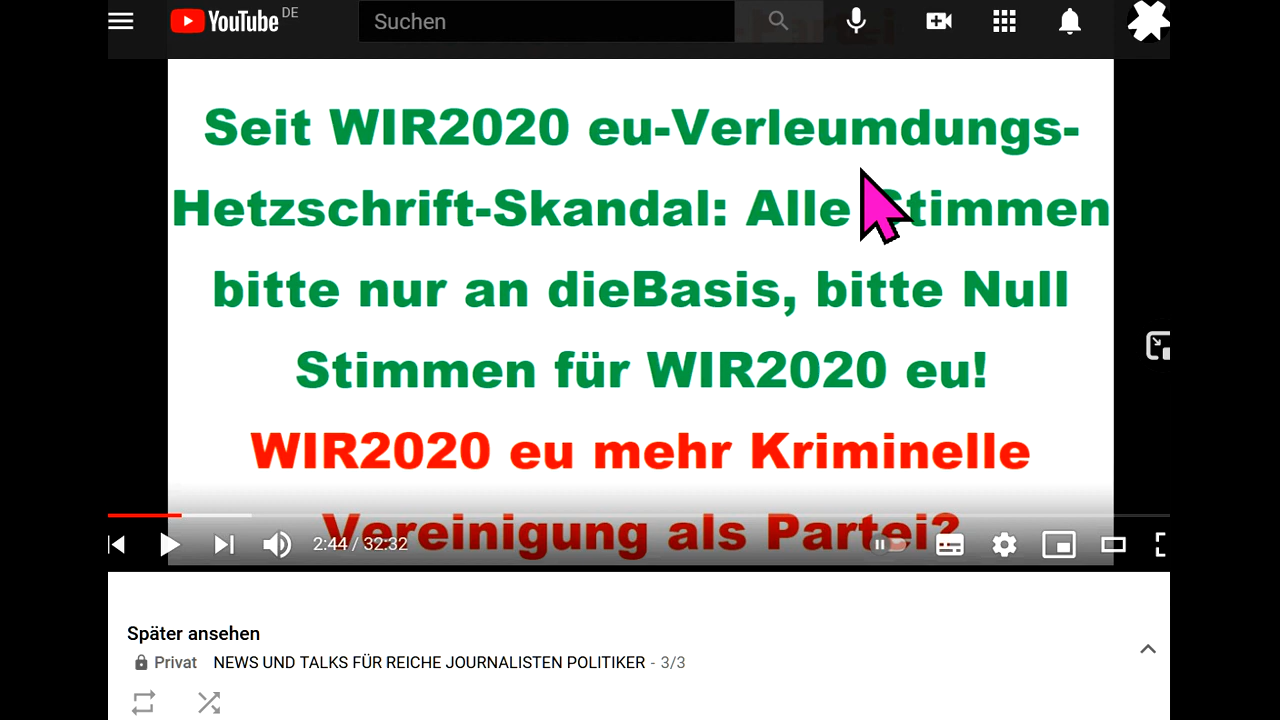 YouTube DE
Suchen
Seit WIR2020 eu-Verleumdungs-
Hetzschrift-Skandal: Alle Stimmen
bitte nur an dieBasis, bitte Null
Stimmen für WIR2020 eu!
WIR2020 eu mehr Kriminelle
Vereinigung als Partei?
2:44 / 32:32
Später ansehen
Privat NEWS UND TALKS FÜR REICHE JOURNALISTEN POLITIKER - 3/3